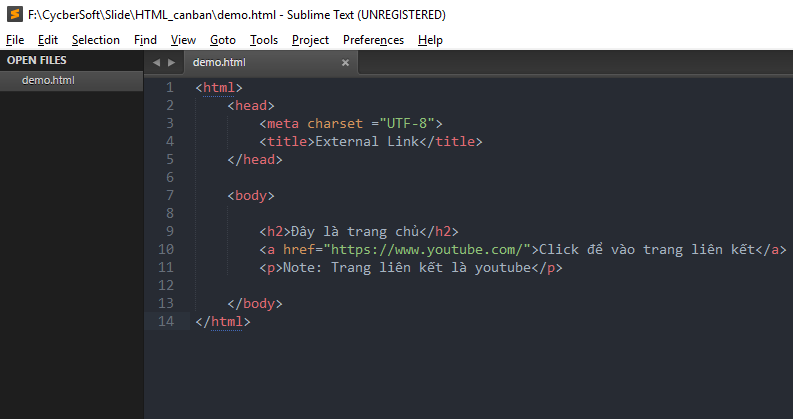 F:\CycberSoft\Slide\HTML_canban\demo.html - Sublime Text (UNREGISTERED)
File Edit Selection Find View Goto Tools Project Preferences Help
OPEN FILES
demo.html
demo.html
1 <html>
2 <head>
3 <meta charset ="UTF-8">
4 <title>External Link</title>
5 </head>
6
7 <body>
8
9 <h2>Đây là trang chủ</h2>
10 <a href="https://www.youtube.com/">Click để vào trang liên kết</a>
11 <p>Note: Trang liên kết là youtube</p>
12
13 </body>
14 </html>